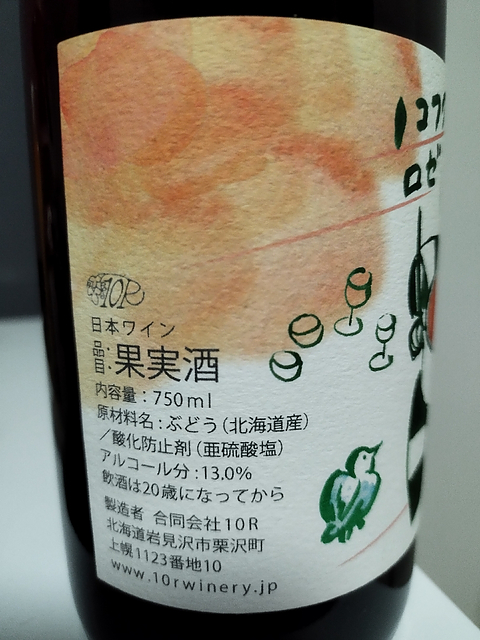 コフ
ロゼ
10R
日本ワイン
品目:果実酒
内容量:750ml
原材料名:ぶどう(北海道産)
/酸化防止剤(亜硫酸塩)
アルコール分:13.0%
飲酒は20歳になってから
製造者 合同会社10R
北海道岩見沢市栗沢町
上幌1123番地10
www.10rwinery.jp